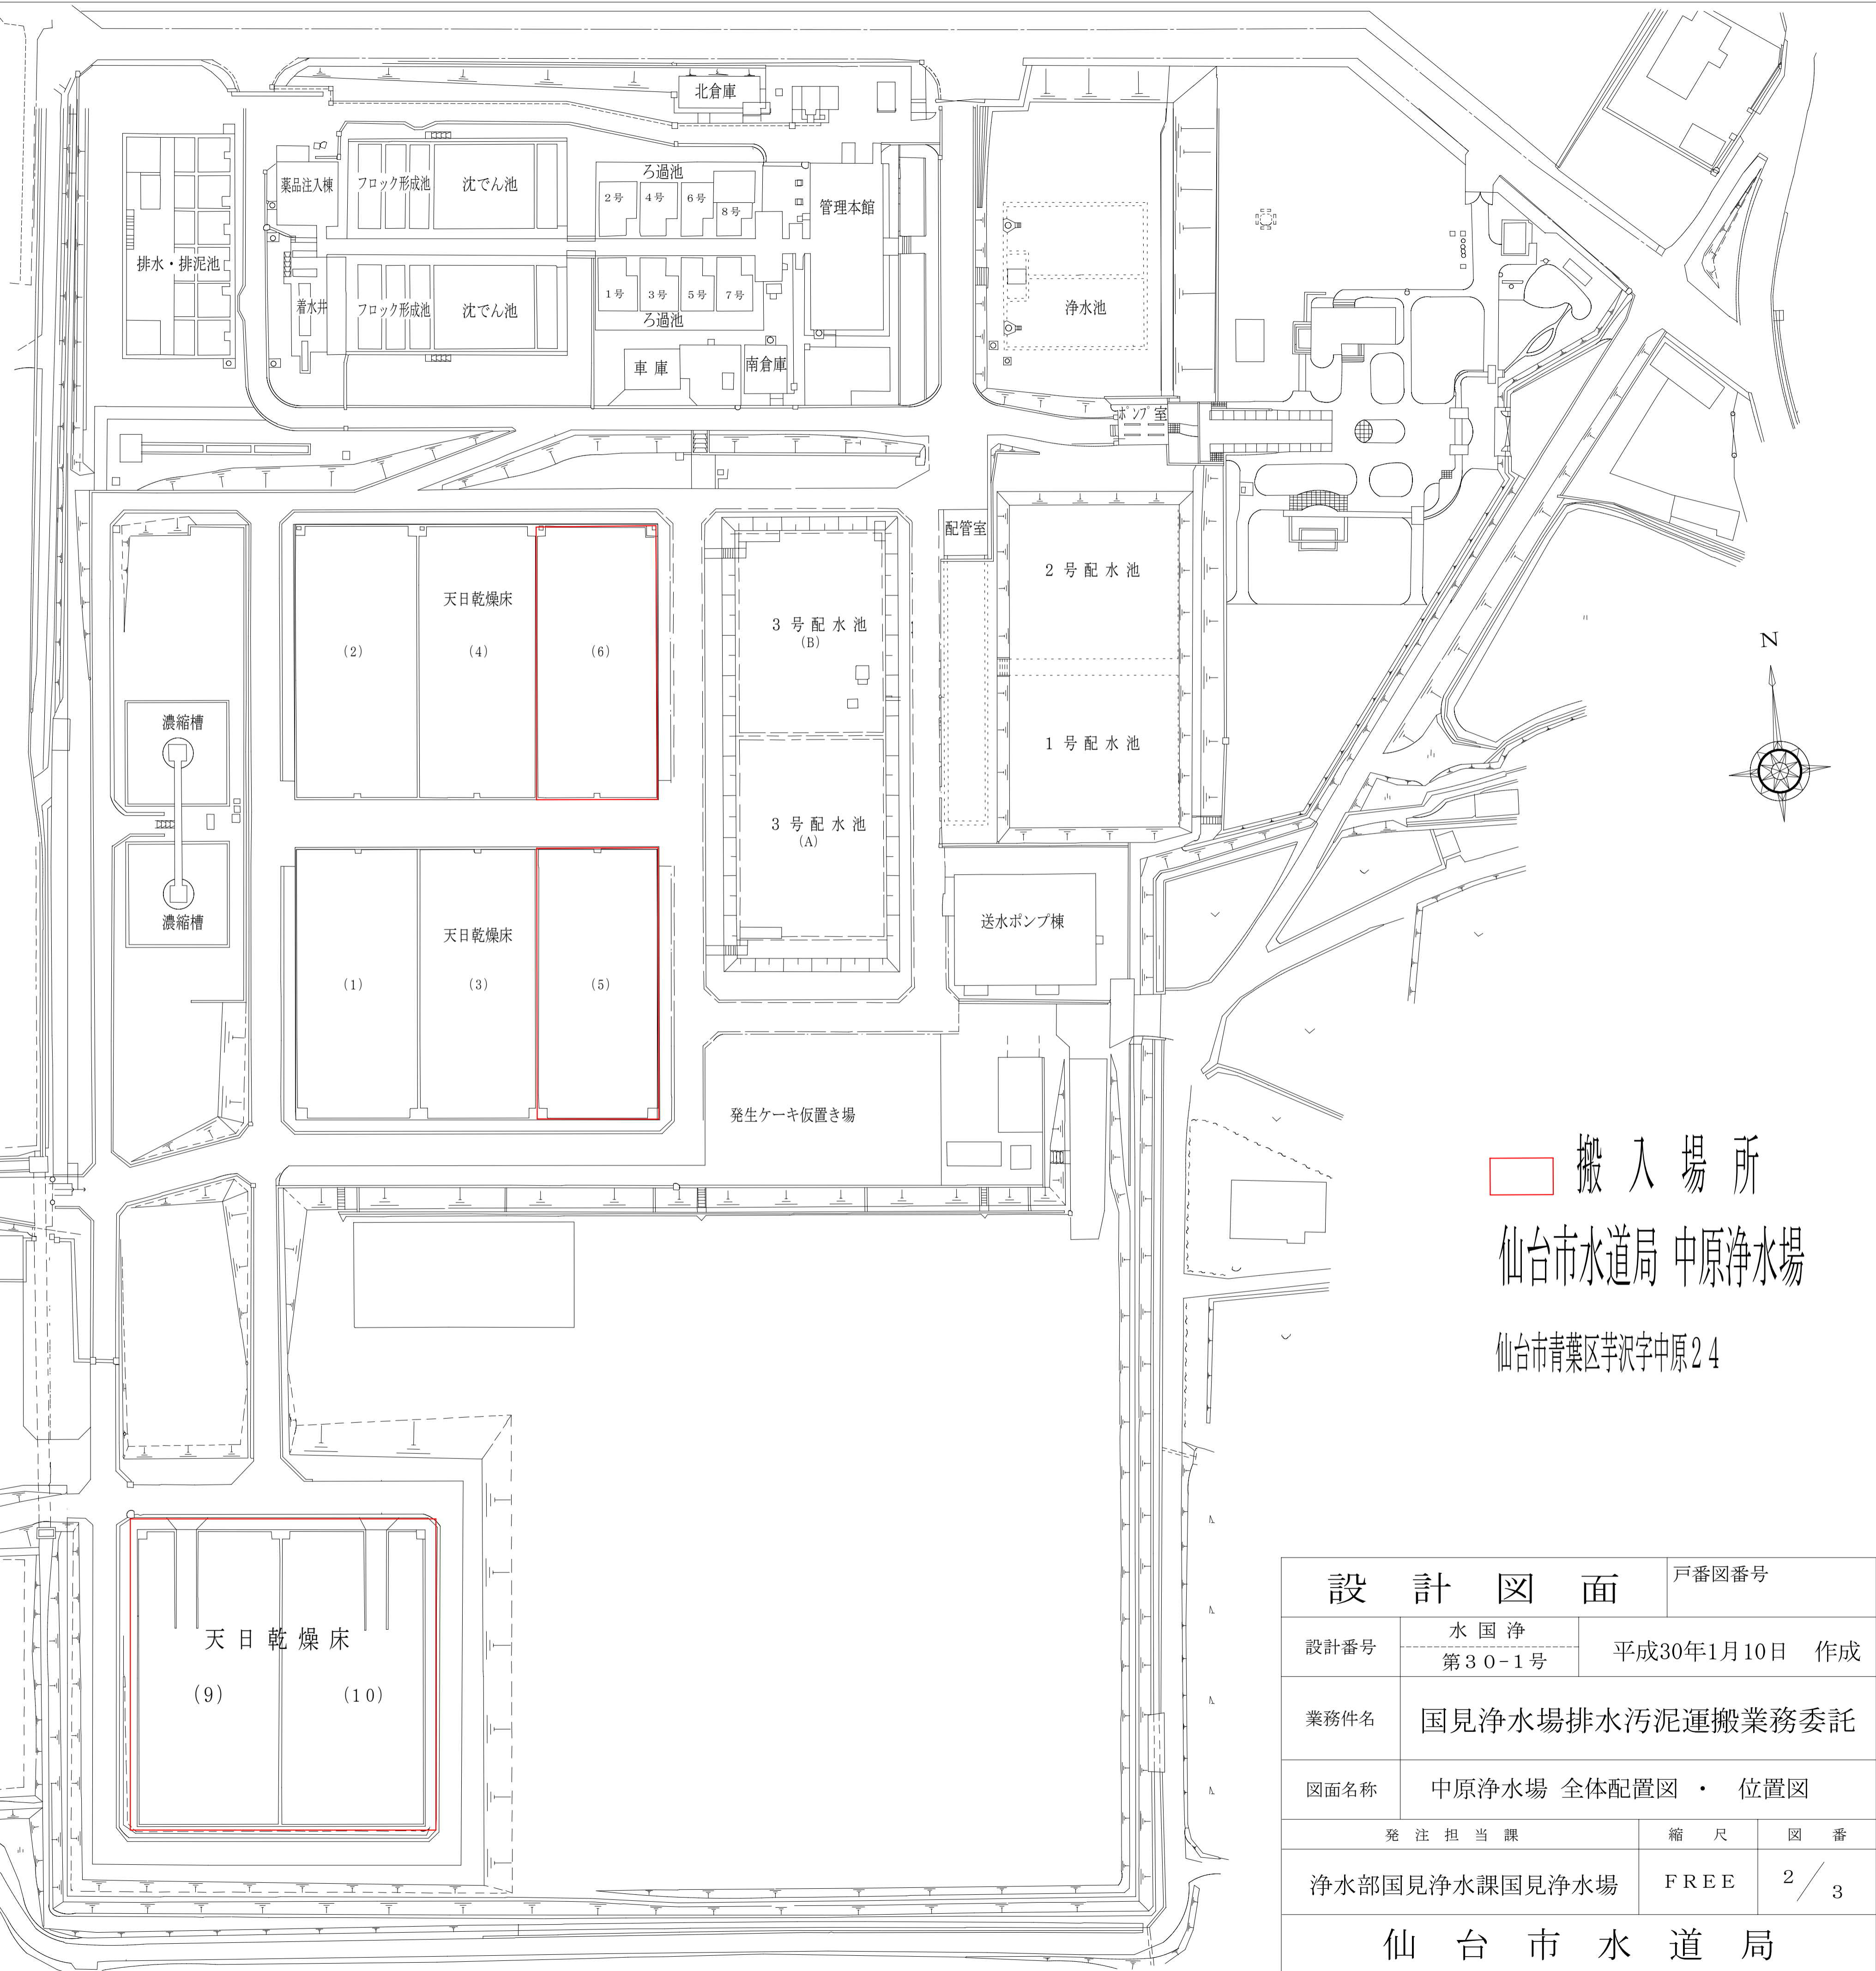 北倉庫
薬品注入棟
フロック形成池
沈でん池
ろ過池
2号
4号
6号
8号
管理本館
排水・排泥池
着水井
フロック形成池
沈でん池
1号
3号
5号
7号
ろ過池
車庫
南倉庫
浄水池
ポンプ室
配管室
天日乾燥床
(2)
(4)
(6)
3号配水池
(B)
2号配水池
1号配水池
3号配水池
(A)
濃縮槽
濃縮槽
天日乾燥床
(1)
(3)
(5)
送水ポンプ棟
発生ケーキ仮置き場
N
搬入場所
仙台市水道局 中原浄水場
仙台市青葉区芋沢字中原24
天日乾燥床
(9)
(10)
設計図面
戸番図番号
設計番号
水国浄
第30-1号
平成30年1月10日 作成
業務件名
国見浄水場排水汚泥運搬業務委託
図面名称
中原浄水場 全体配置図 ・ 位置図
発注担当課
縮尺
図番
浄水部国見浄水課国見浄水場
FREE
2/3
仙台市水道局